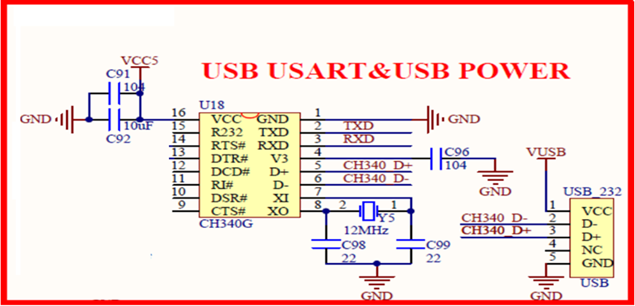 USB USART&USB POWER
VCC5
C91
104
GND
10uF
C92
U18
16 VCC GND 1
15 R232 TXD 2 TXD
14 RTS# RXD 3 RXD
13 DTR# V3 4
12 DCD# D+ 5 CH340_D+
11 RI# D- 6 CH340_D-
10 DSR# XI 7
9 CTS# XO 8
CH340G
GND
C96
104
GND
2 1
Y5
12MHz
C98
22
C99
22
GND
VUSB
USB_232
1 VCC
CH340_D- 2 D-
CH340_D+ 3 D+
4 NC
5 GND
USB
GND